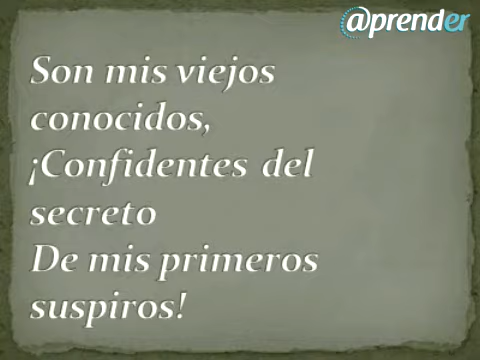 @prender
Son mis viejos
conocidos,
¡Confidentes del
secreto
De mis primeros
suspiros!